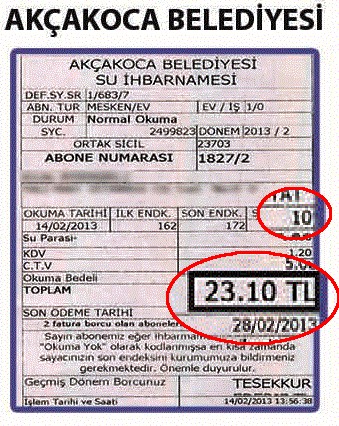 AKÇAKOCA BELEDİYESİ
AKÇAKOCA BELEDİYESİ
SU İHBARNAMESİ
DEF.SY.SR 1/683/7
ABN. TUR MESKEN/EV EV / İŞ 1/0
DURUM Normal Okuma
SYC. 2499823 DÖNEM 2013 / 2
ORTAK SICIL 23703
ABONE NUMARASI 1827/2
OKUMA TARİHİ İLK ENDK. SON ENDK. 10
14/02/2013 162 172
Su Parası-
KDV 1.20
C.T.V
Okuma Bedeli
TOPLAM 23.10 TL
SON ÖDEME TARİHİ
2 fatura borcu olan aboneler 28/02/2013
Sayın abonemiz eğer ihbarnam
"Okuma Yok" olarak kodlanmışsa en kısa zamanda
sayacınızın son endeksini kurumumuza bildirmeniz
gerekmektedir. Önemle duyurulur.
Geçmiş Dönem Borcunuz TESEKKUR
İşlem Tarihi ve Saati 14/02/2013 13:56:38